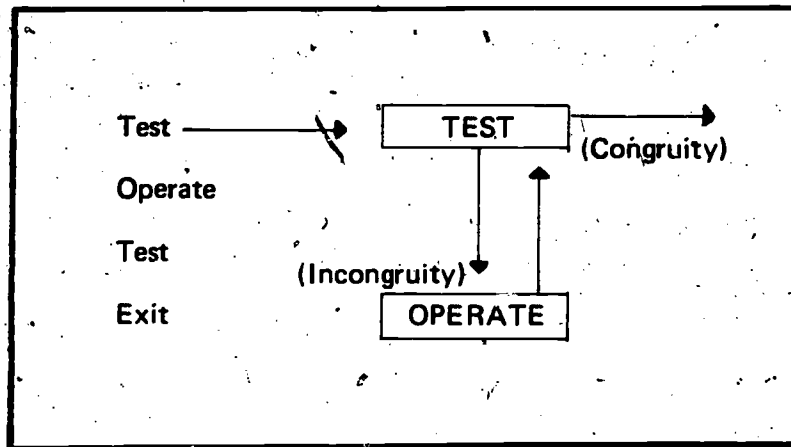 Test
Operate
Test
Exit
TEST
(Congruity)
(Incongruity)
OPERATE